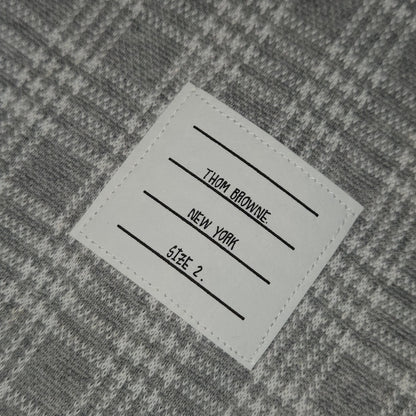 THOM BROWNE.
NEW YORK
SIZE 2.